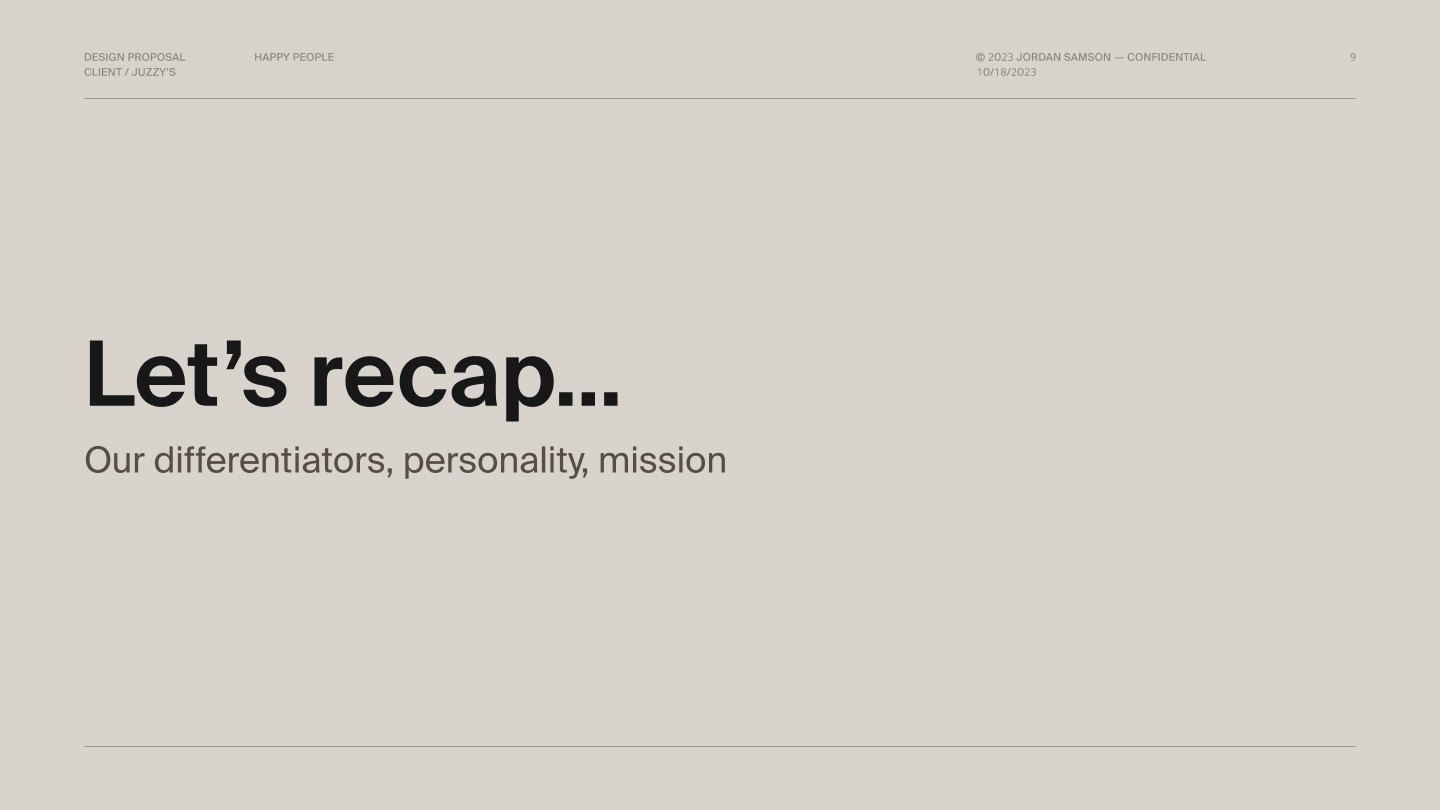 DESIGN PROPOSAL
CLIENT / JUZZY'S
HAPPY PEOPLE
© 2023 JORDAN SAMSON — CONFIDENTIAL
10/18/2023
9
Let’s recap...
Our differentiators, personality, mission